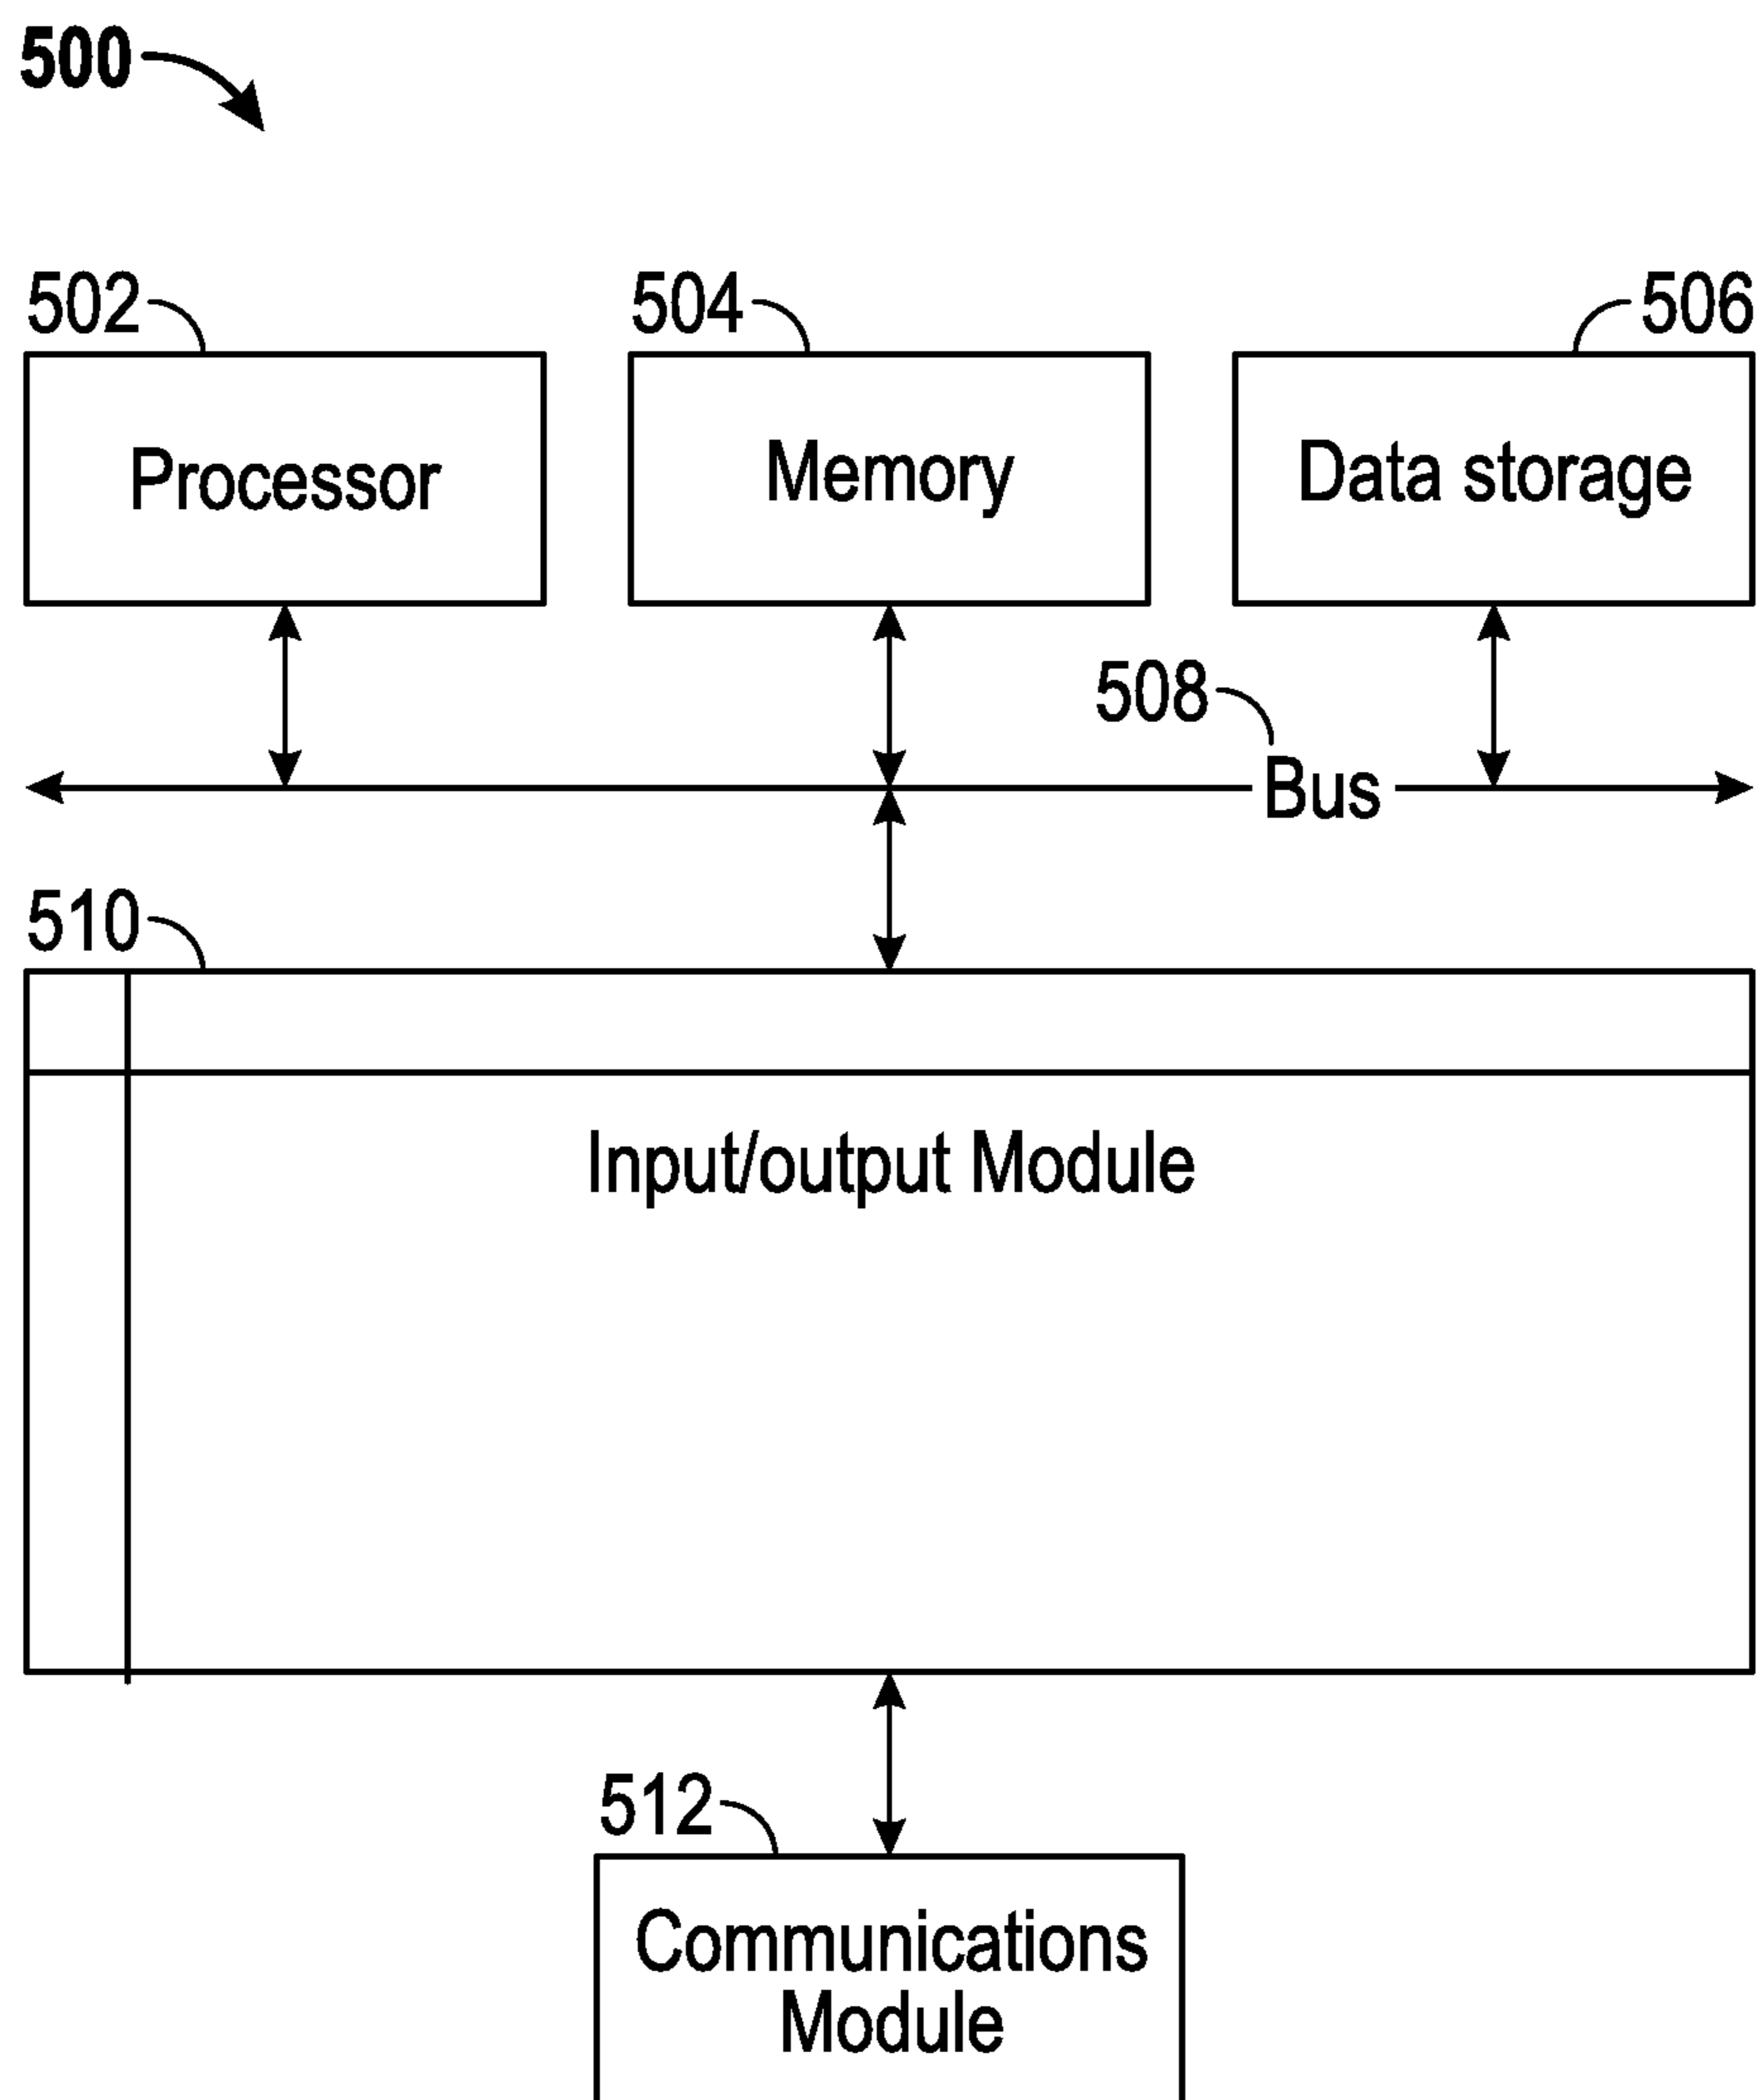 500
502
504
506
Processor
Memory
Data storage
508
Bus
510
Input/output Module
512
Communications
Module